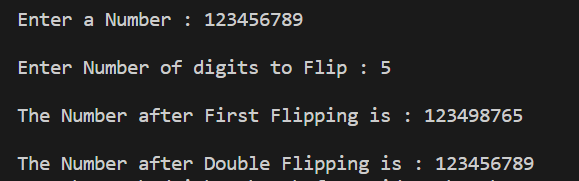 Enter a Number : 123456789
Enter Number of digits to Flip : 5
The Number after First Flipping is : 123498765
The Number after Double Flipping is : 123456789